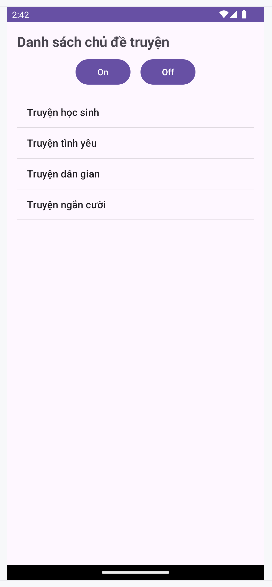 2:42
Danh sách chủ đề truyện
On
Off
Truyện học sinh
Truyện tình yêu
Truyện dân gian
Truyện ngắn cười